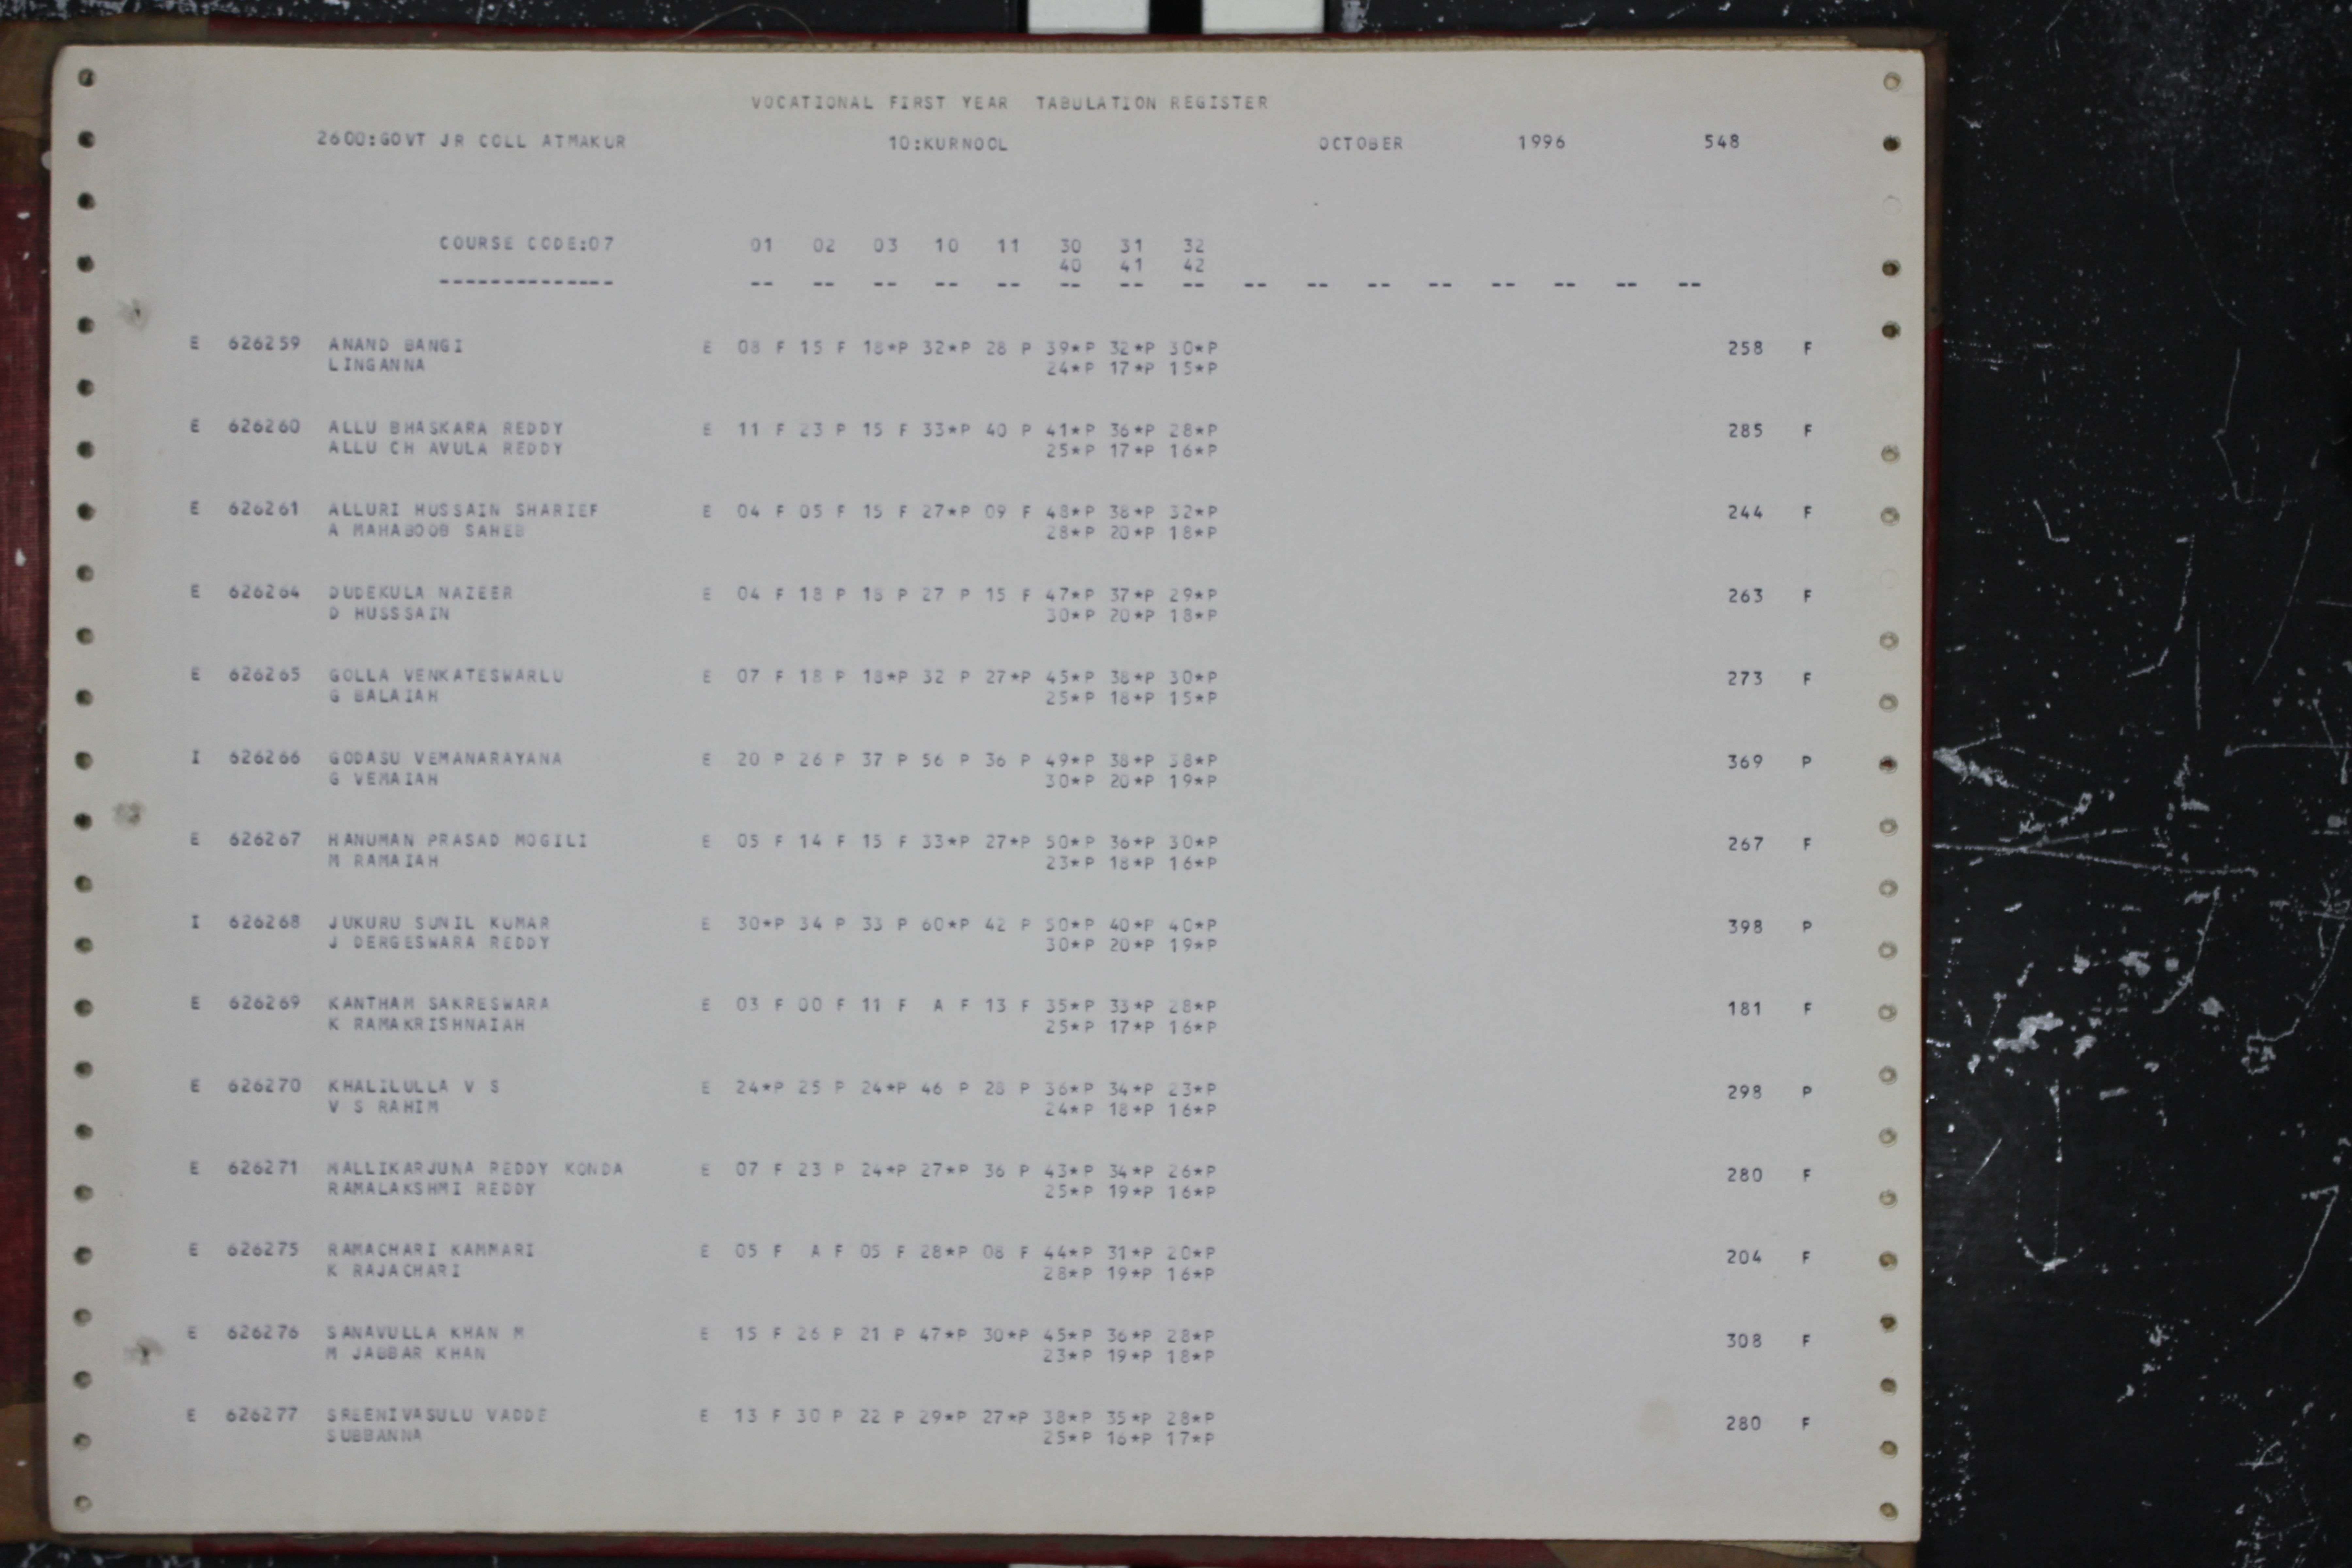 VOCATIONAL FIRST YEAR TABULATION REGISTER
2600:GOVT JR COLL ATMAKUR 10:KURNOOL OCTOBER 1996 548
COURSE CODE:07 01 02 03 10 11 30 31 32
40 41 42
-------------- -- -- -- -- -- -- -- -- -- -- -- -- -- -- -- --
E 626259 ANAND BANGI E 08 F 15 F 18*P 32*P 28 P 39*P 32*P 30*P 258 F
LINGANNA 24*P 17*P 15*P
E 626260 ALLU BHASKARA REDDY E 11 F 23 P 15 F 33*P 40 P 41*P 36*P 28*P 285 F
ALLU CH AVULA REDDY 25*P 17*P 16*P
E 626261 ALLURI HUSSAIN SHARIEF E 04 F 05 F 15 F 27*P 09 F 48*P 38*P 32*P 244 F
A MAHABOOB SAHEB 28*P 20*P 18*P
E 626264 DUDEKULA NAZEER E 04 F 18 P 18 P 27 P 15 F 47*P 37*P 29*P 263 F
D HUSSSAIN 30*P 20*P 18*P
E 626265 GOLLA VENKATESWARLU E 07 F 18 P 18*P 32 P 27*P 45*P 38*P 30*P 273 F
G BALAIAH 25*P 18*P 15*P
I 626266 GODASU VEMANARAYANA E 20 P 26 P 37 P 56 P 36 P 49*P 38*P 38*P 369 P
G VEMAIAH 30*P 20*P 19*P
E 626267 HANUMAN PRASAD MOGILI E 05 F 14 F 15 F 33*P 27*P 50*P 36*P 30*P 267 F
M RAMAIAH 23*P 18*P 16*P
I 626268 JUKURU SUNIL KUMAR E 30*P 34 P 33 P 60*P 42 P 50*P 40*P 40*P 398 P
J DERGESWARA REDDY 30*P 20*P 19*P
E 626269 KANTHAM SAKRESWARA E 03 F 00 F 11 F A F 13 F 35*P 33*P 28*P 181 F
K RAMAKRISHNAIAH 25*P 17*P 16*P
E 626270 KHALILULLA V S E 24*P 25 P 24*P 46 P 28 P 36*P 34*P 23*P 298 P
V S RAHIM 24*P 18*P 16*P
E 626271 MALLIKARJUNA REDDY KONDA E 07 F 23 P 24*P 27*P 36 P 43*P 34*P 26*P 280 F
RAMALAKSHMI REDDY 25*P 19*P 16*P
E 626275 RAMACHARI KAMMARI E 05 F A F 05 F 28*P 08 F 44*P 31*P 20*P 204 F
K RAJACHARI 28*P 19*P 16*P
E 626276 SANAVULLA KHAN M E 15 F 26 P 21 P 47*P 30*P 45*P 36*P 28*P 308 F
M JABBAR KHAN 23*P 19*P 18*P
E 626277 SREENIVASULU VADDE E 13 F 30 P 22 P 29*P 27*P 38*P 35*P 28*P 280 F
SUBBANNA 25*P 16*P 17*P